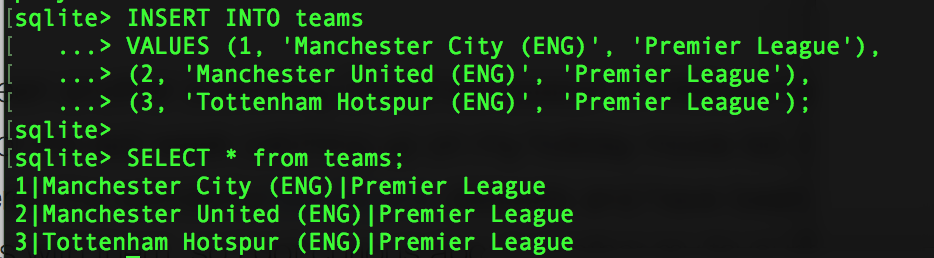 [sqlite> INSERT INTO teams
[   ...> VALUES (1, 'Manchester City (ENG)', 'Premier League'),
[   ...> (2, 'Manchester United (ENG)', 'Premier League'),
[   ...> (3, 'Tottenham Hotspur (ENG)', 'Premier League');
[sqlite>
[sqlite> SELECT * from teams;
1|Manchester City (ENG)|Premier League
2|Manchester United (ENG)|Premier League
3|Tottenham Hotspur (ENG)|Premier League